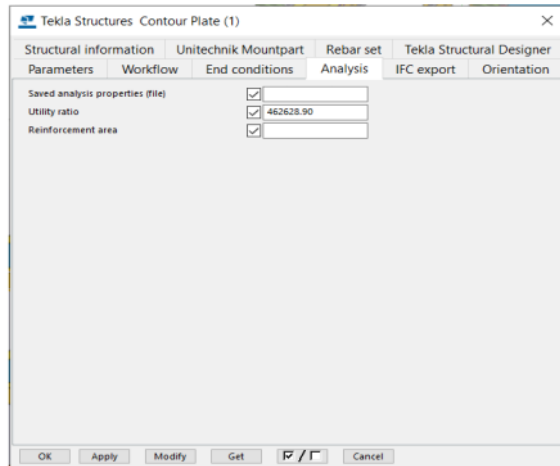 Tekla Structures Contour Plate (1)
Structural information Unitechnik Mountpart Rebar set Tekla Structural Designer
Parameters Workflow End conditions Analysis IFC export Orientation
Saved analysis properties (file)
Utility ratio 462628.90
Reinforcement area
OK Apply Modify Get / Cancel